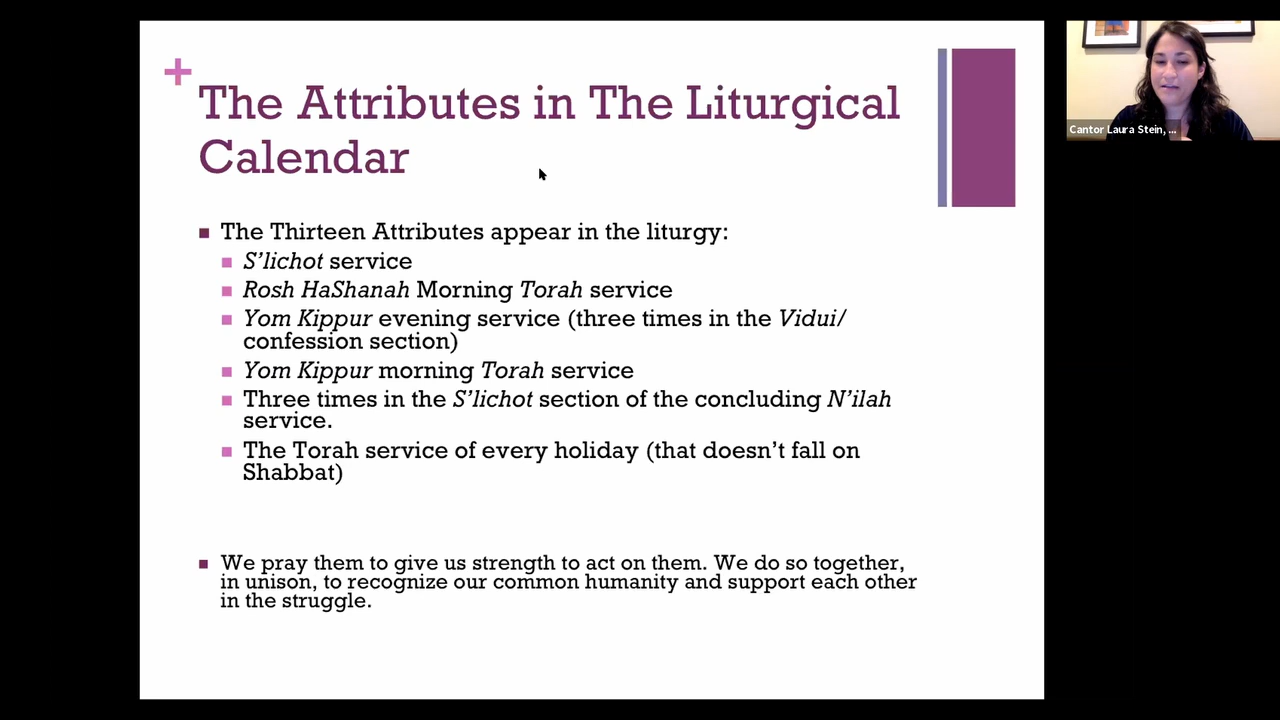 The Attributes in The Liturgical
Calendar
The Thirteen Attributes appear in the liturgy:
S'lichot service
Rosh HaShanah Morning Torah service
Yom Kippur evening service (three times in the Vidui/
confession section)
Yom Kippur morning Torah service
Three times in the S'lichot section of the concluding N'ilah
service.
The Torah service of every holiday (that doesn't fall on
Shabbat)
We pray them to give us strength to act on them. We do so together,
in unison, to recognize our common humanity and support each other
in the struggle.
Cantor Laura Stein, ...